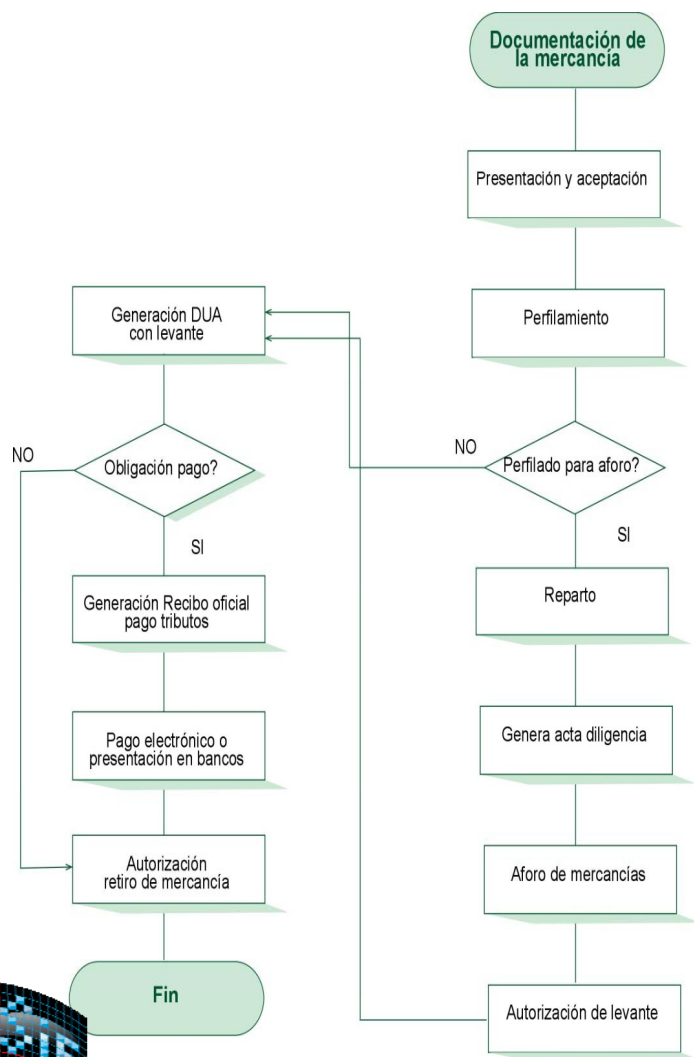 Documentación de
la mercancía
Presentación y aceptación
Perfilamiento
Perfilado para aforo?
NO
SI
Reparto
Genera acta diligencia
Aforo de mercancías
Autorización de levante
Generación DUA
con levante
Obligación pago?
NO
SI
Generación Recibo oficial
pago tributos
Pago electrónico o
presentación en bancos
Autorización
retiro de mercancía
Fin